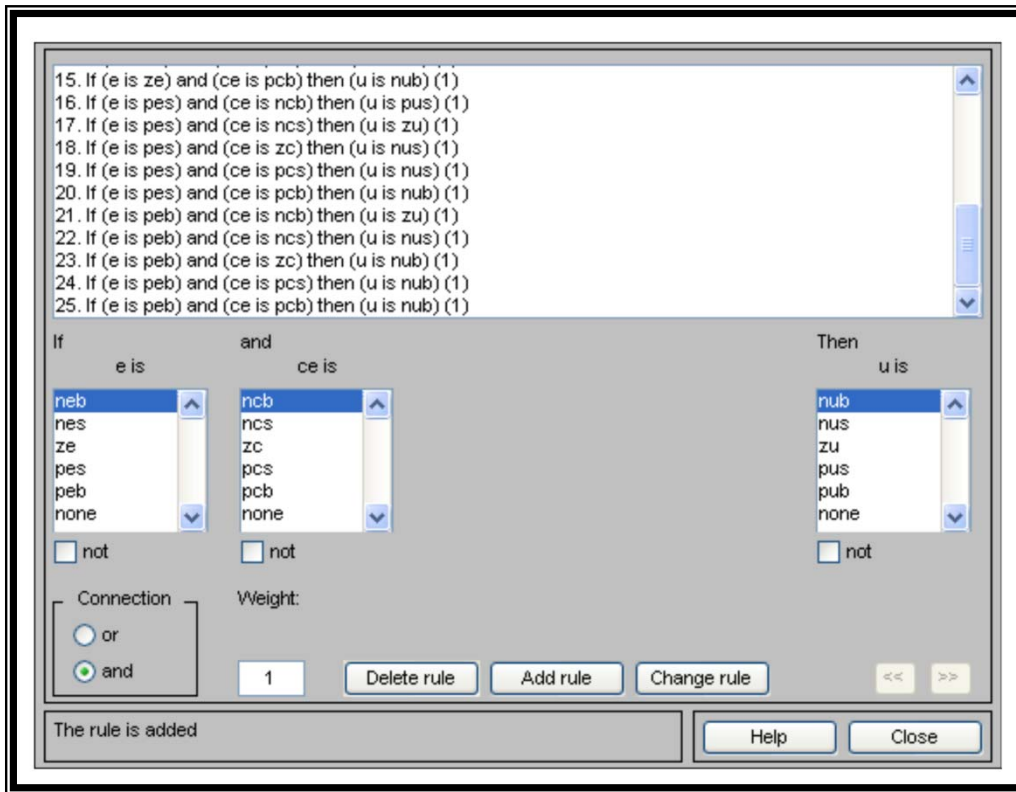 15. If (e is ze) and (ce is pcb) then (u is nub) (1)
16. If (e is pes) and (ce is ncb) then (u is pus) (1)
17. If (e is pes) and (ce is ncs) then (u is zu) (1)
18. If (e is pes) and (ce is zc) then (u is nus) (1)
19. If (e is pes) and (ce is pcs) then (u is nus) (1)
20. If (e is pes) and (ce is pcb) then (u is nub) (1)
21. If (e is peb) and (ce is ncb) then (u is zu) (1)
22. If (e is peb) and (ce is ncs) then (u is nus) (1)
23. If (e is peb) and (ce is zc) then (u is nub) (1)
24. If (e is peb) and (ce is pcs) then (u is nub) (1)
25. If (e is peb) and (ce is pcb) then (u is nub) (1)
If and Then
e is ce is u is
neb ncb nub
nes ncs nus
ze zc zu
pes pcs pus
peb pcb pub
none none none
not not not
Connection Weight:
or
and 1 Delete rule Add rule Change rule << >>
The rule is added Help Close